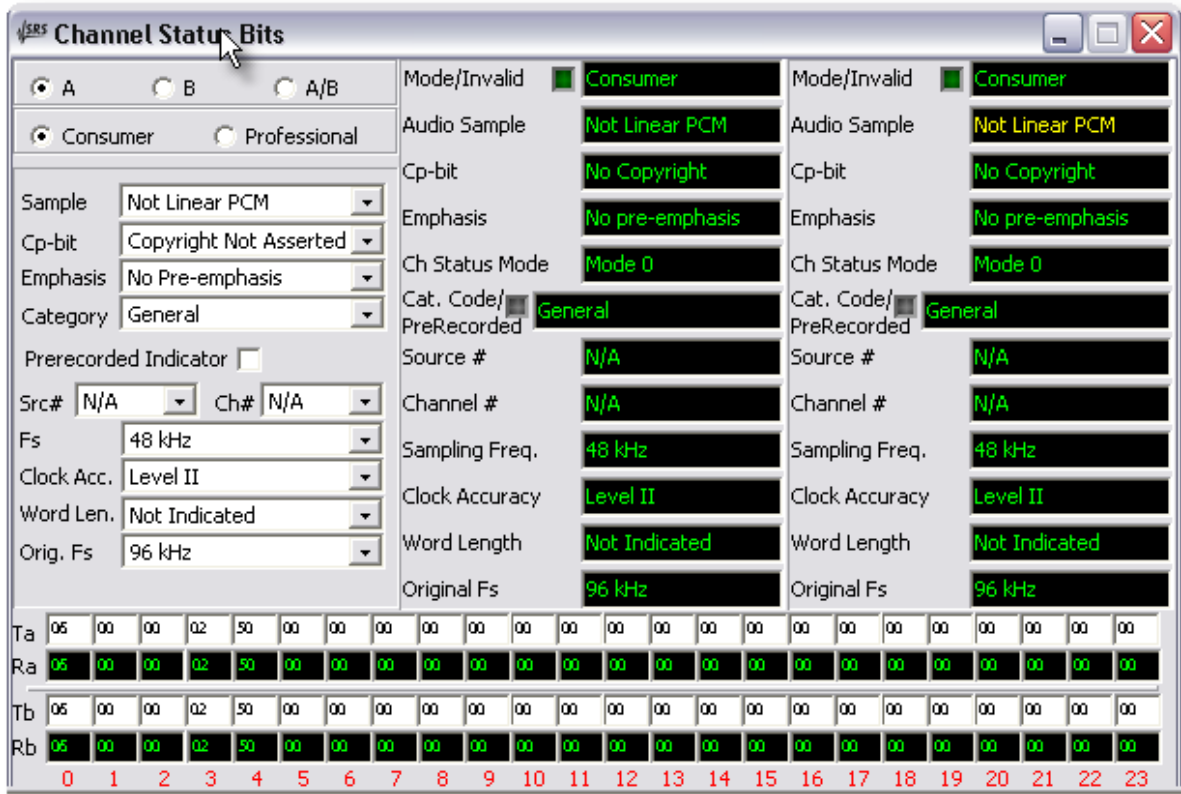 √SRS Channel Status Bits
A B A/B
Consumer Professional
Sample Not Linear PCM
Cp-bit Copyright Not Asserted
Emphasis No Pre-emphasis
Category General
Prerecorded Indicator
Src# N/A Ch# N/A
Fs 48 kHz
Clock Acc. Level II
Word Len. Not Indicated
Orig. Fs 96 kHz
Mode/Invalid Consumer
Audio Sample Not Linear PCM
Cp-bit No Copyright
Emphasis No pre-emphasis
Ch Status Mode Mode 0
Cat. Code/ General
PreRecorded
Source # N/A
Channel # N/A
Sampling Freq. 48 kHz
Clock Accuracy Level II
Word Length Not Indicated
Original Fs 96 kHz
Mode/Invalid Consumer
Audio Sample Not Linear PCM
Cp-bit No Copyright
Emphasis No pre-emphasis
Ch Status Mode Mode 0
Cat. Code/ General
PreRecorded
Source # N/A
Channel # N/A
Sampling Freq. 48 kHz
Clock Accuracy Level II
Word Length Not Indicated
Original Fs 96 kHz
Ta 06 00 00 02 50 00 00 00 00 00 00 00 00 00 00 00 00 00 00 00 00 00 00 00
Ra 06 00 00 02 50 00 00 00 00 00 00 00 00 00 00 00 00 00 00 00 00 00 00 00
Tb 06 00 00 02 50 00 00 00 00 00 00 00 00 00 00 00 00 00 00 00 00 00 00 00
Rb 06 00 00 02 50 00 00 00 00 00 00 00 00 00 00 00 00 00 00 00 00 00 00 00
0 1 2 3 4 5 6 7 8 9 10 11 12 13 14 15 16 17 18 19 20 21 22 23